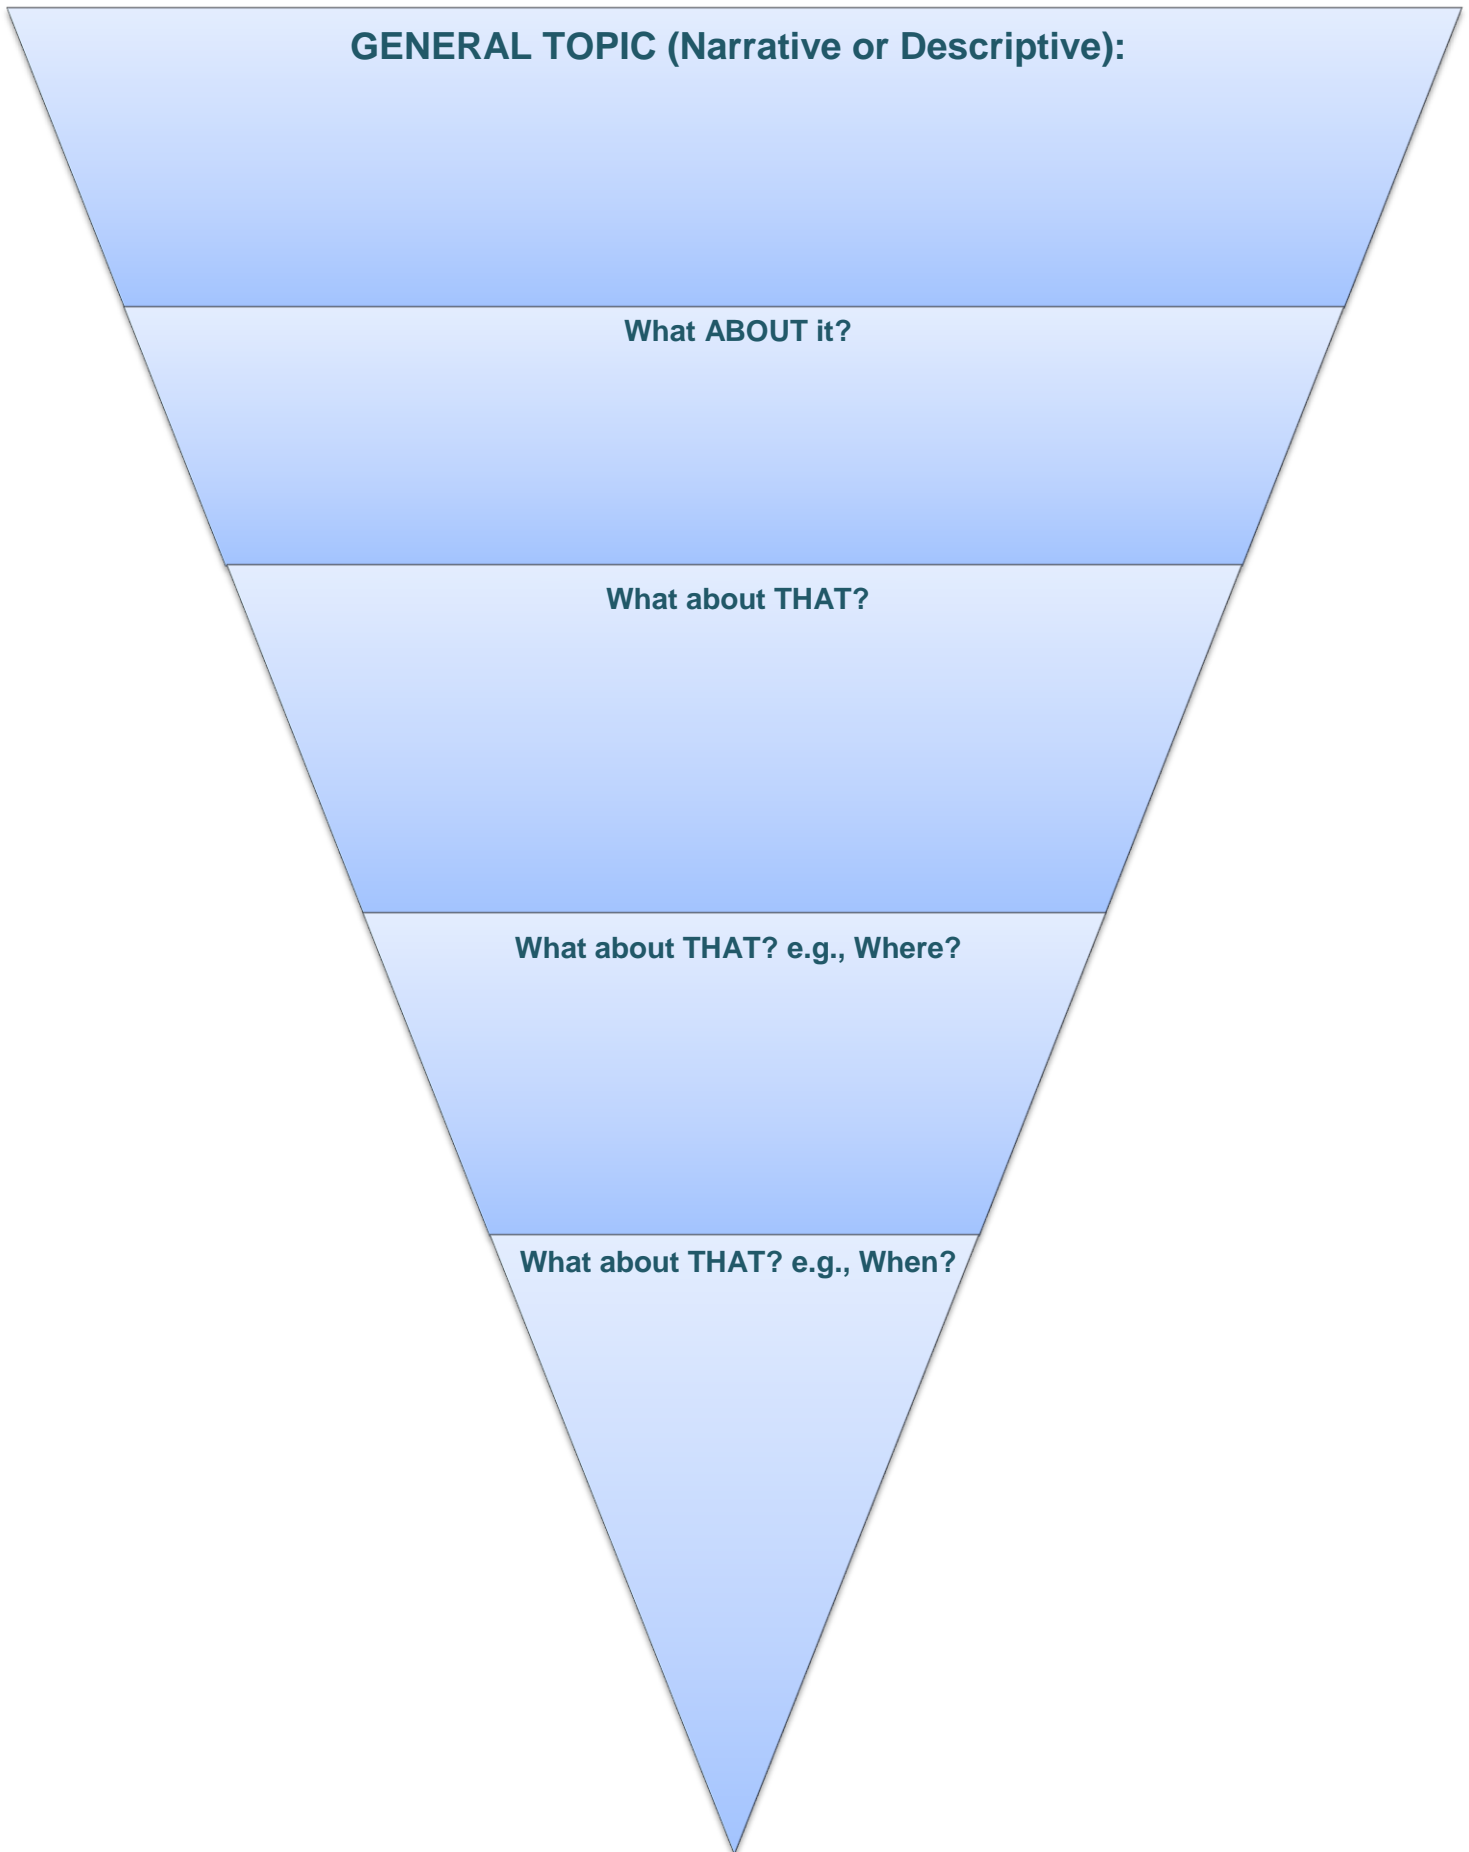 GENERAL TOPIC (Narrative or Descriptive):
What ABOUT it?
What about THAT?
What about THAT? e.g., Where?
What about THAT? e.g., When?